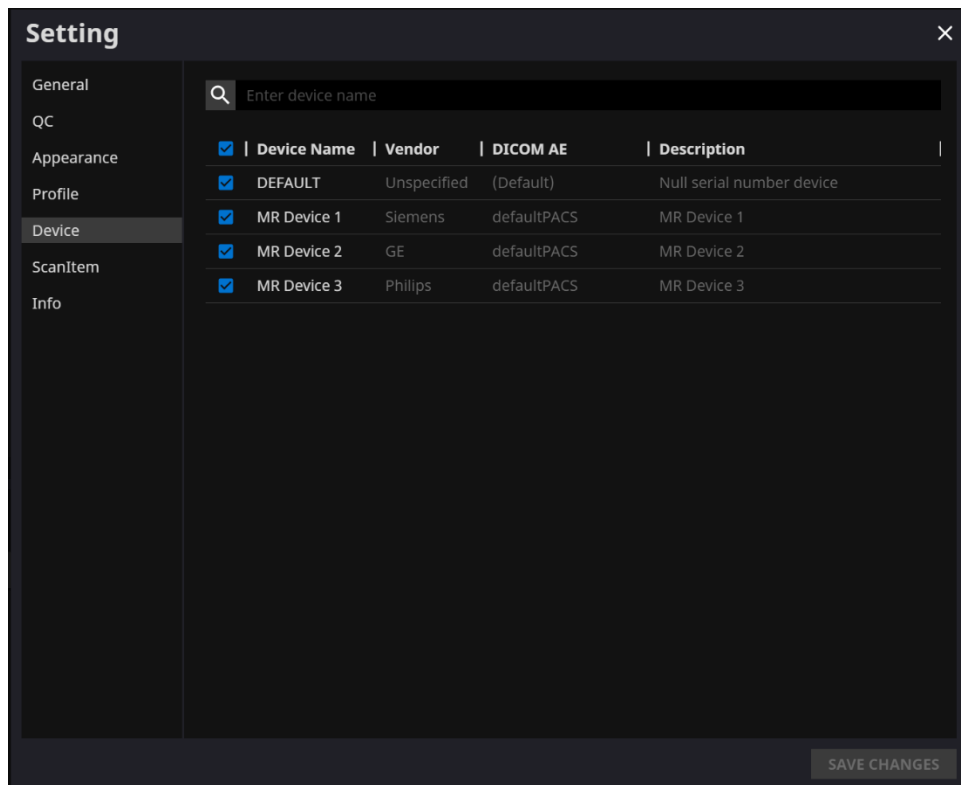 Setting
General
QC
Appearance
Profile
Device
ScanItem
Info
Enter device name
Device Name Vendor DICOM AE Description
DEFAULT Unspecified (Default) Null serial number device
MR Device 1 Siemens defaultPACS MR Device 1
MR Device 2 GE defaultPACS MR Device 2
MR Device 3 Philips defaultPACS MR Device 3
SAVE CHANGES